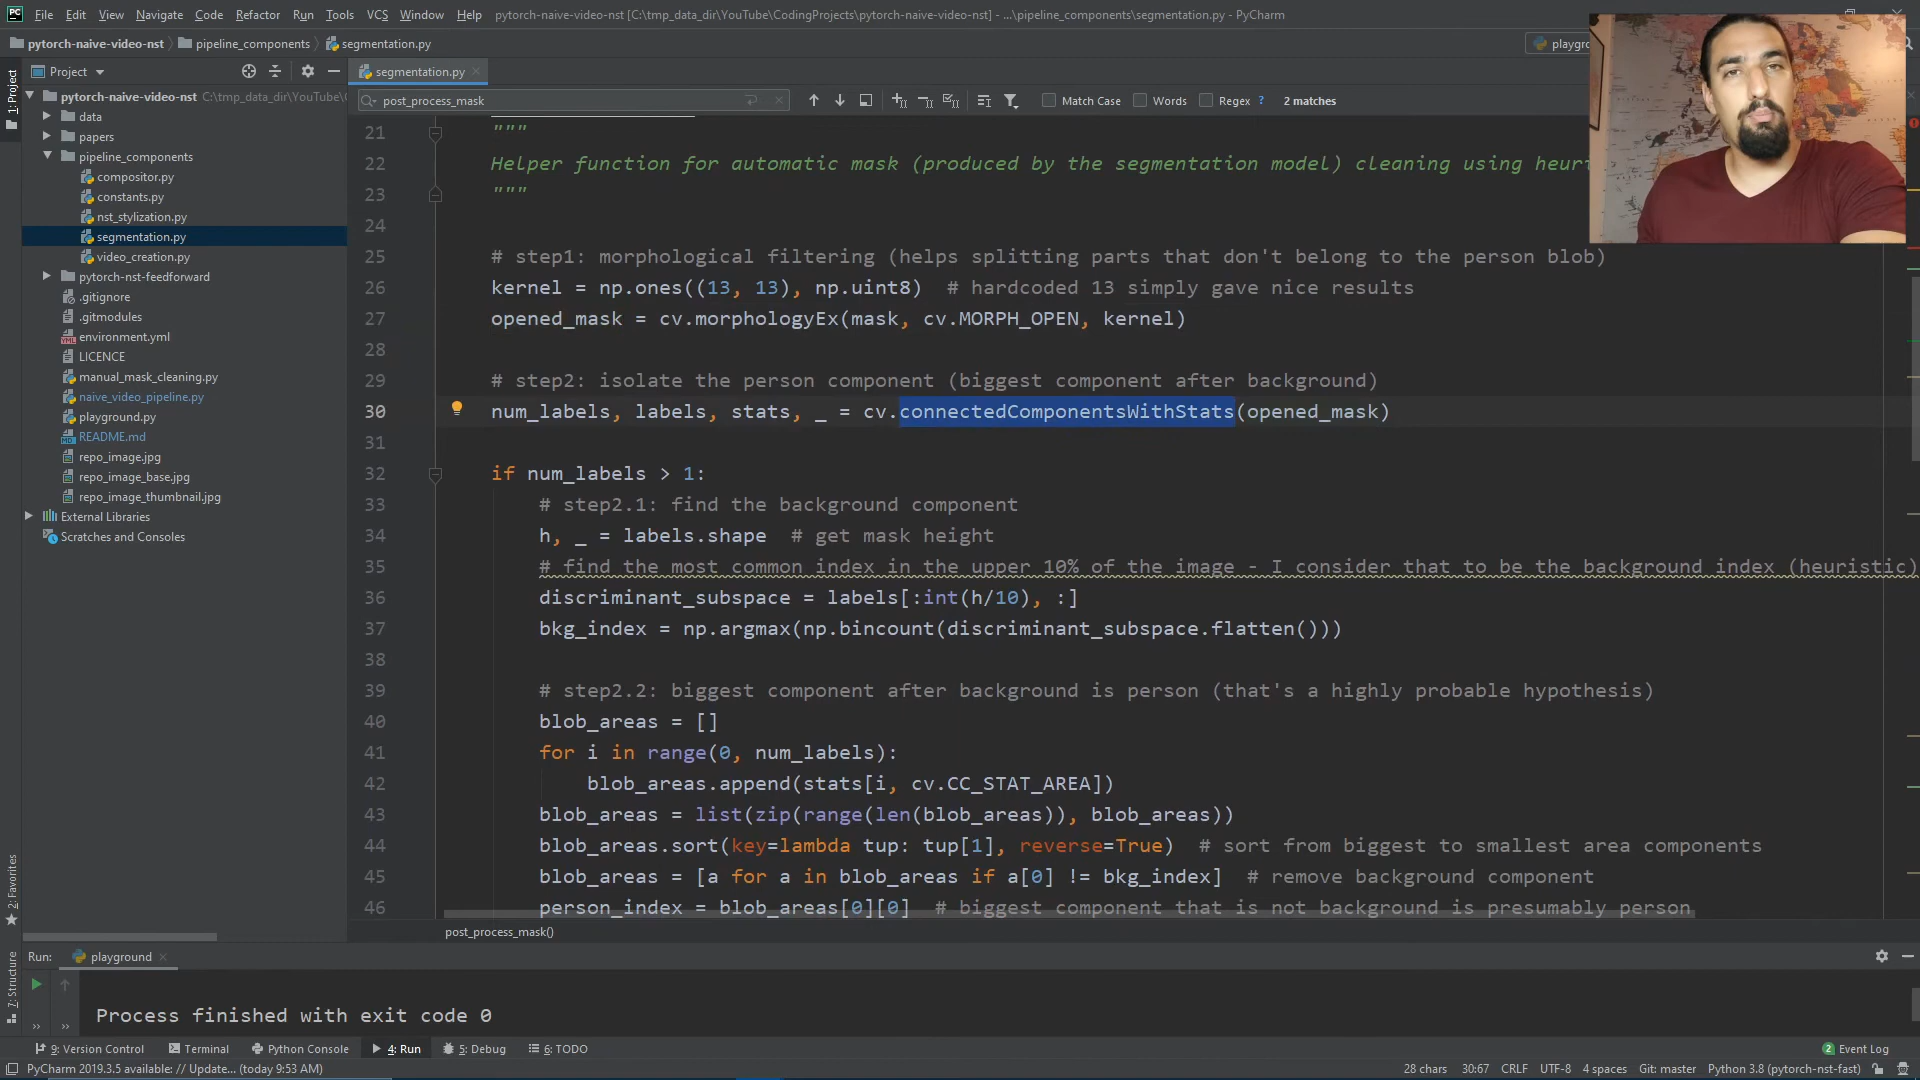 File Edit View Navigate Code Refactor Run Tools VCS Window Help pytorch-naive-video-nst [C:\tmp_data_dir\YouTube\CodingProjects\pytorch-naive-video-nst] - ...\pipeline_components\segmentation.py - PyCharm
pytorch-naive-video-nst pipeline_components segmentation.py
playgro
Project
segmentation.py
pytorch-naive-video-nst C:\tmp_data_dir\YouTube\
post_process_mask Match Case Words Regex ? 2 matches
data
papers
pipeline_components
compositor.py
constants.py
nst_stylization.py
segmentation.py
video_creation.py
pytorch-nst-feedforward
.gitignore
.gitmodules
environment.yml
LICENCE
manual_mask_cleaning.py
naive_video_pipeline.py
playground.py
README.md
repo_image.jpg
repo_image_base.jpg
repo_image_thumbnail.jpg
External Libraries
Scratches and Consoles
1: Project
2: Favorites
7: Structure
21 """
22 Helper function for automatic mask (produced by the segmentation model) cleaning using heuri
23 """
24
25 # step1: morphological filtering (helps splitting parts that don't belong to the person blob)
26 kernel = np.ones((13, 13), np.uint8)  # hardcoded 13 simply gave nice results
27 opened_mask = cv.morphologyEx(mask, cv.MORPH_OPEN, kernel)
28
29 # step2: isolate the person component (biggest component after background)
30 num_labels, labels, stats, _ = cv.connectedComponentsWithStats(opened_mask)
31
32 if num_labels > 1:
33 # step2.1: find the background component
34 h, _ = labels.shape  # get mask height
35 # find the most common index in the upper 10% of the image - I consider that to be the background index (heuristic)
36 discriminant_subspace = labels[:int(h/10), :]
37 bkg_index = np.argmax(np.bincount(discriminant_subspace.flatten()))
38
39 # step2.2: biggest component after background is person (that's a highly probable hypothesis)
40 blob_areas = []
41 for i in range(0, num_labels):
42 blob_areas.append(stats[i, cv.CC_STAT_AREA])
43 blob_areas = list(zip(range(len(blob_areas)), blob_areas))
44 blob_areas.sort(key=lambda tup: tup[1], reverse=True)  # sort from biggest to smallest area components
45 blob_areas = [a for a in blob_areas if a[0] != bkg_index]  # remove background component
46 person_index = blob_areas[0][0]  # biggest component that is not background is presumably person
post_process_mask()
Run: playground
Process finished with exit code 0
9: Version Control Terminal Python Console 4: Run 5: Debug 6: TODO 2 Event Log
PyCharm 2019.3.5 available: // Update... (today 9:53 AM) 28 chars 30:67 CRLF UTF-8 4 spaces Git: master Python 3.8 (pytorch-nst-fast)